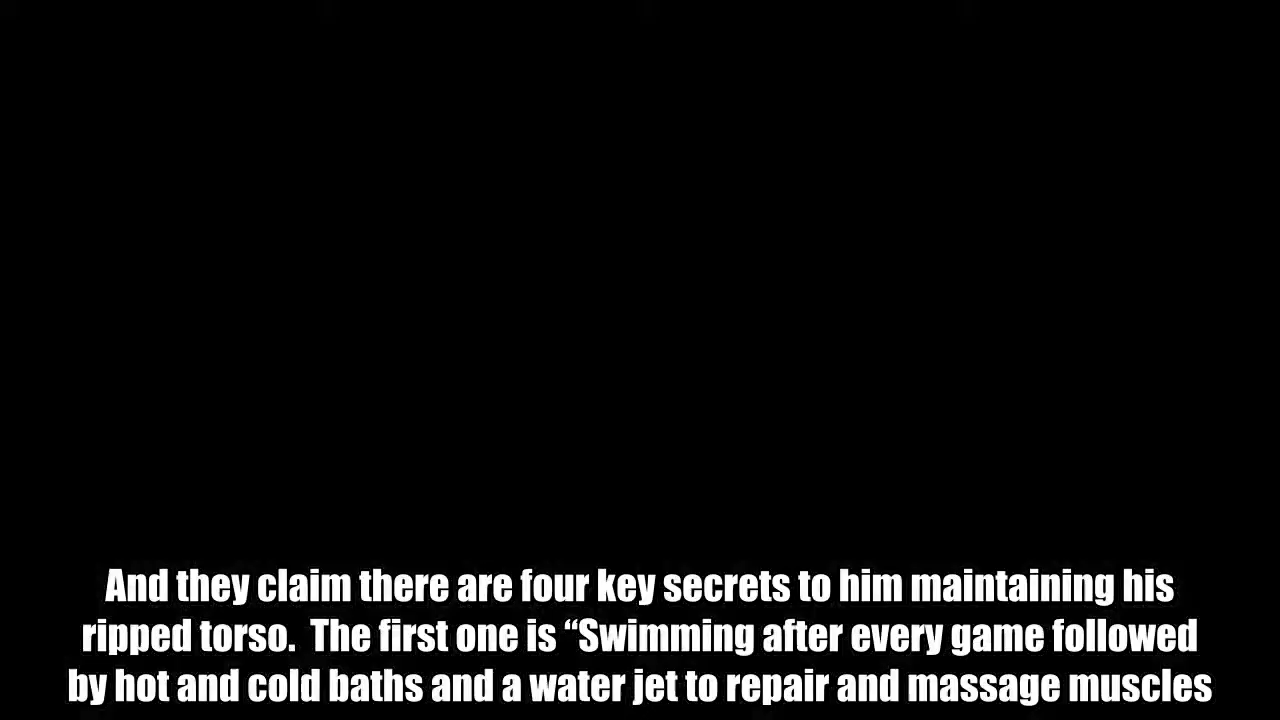 And they claim there are four key secrets to him maintaining his
ripped torso.  The first one is “Swimming after every game followed
by hot and cold baths and a water jet to repair and massage muscles